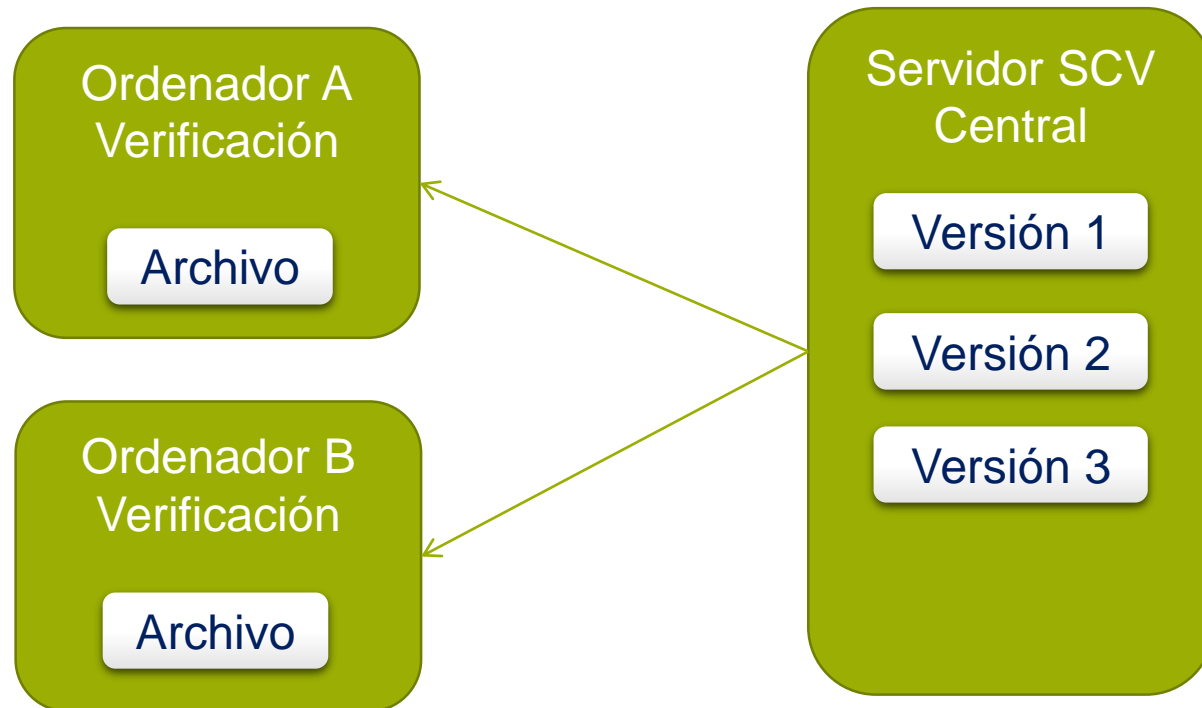 Ordenador A
Verificación
Archivo
Ordenador B
Verificación
Archivo
Servidor SCV
Central
Versión 1
Versión 2
Versión 3